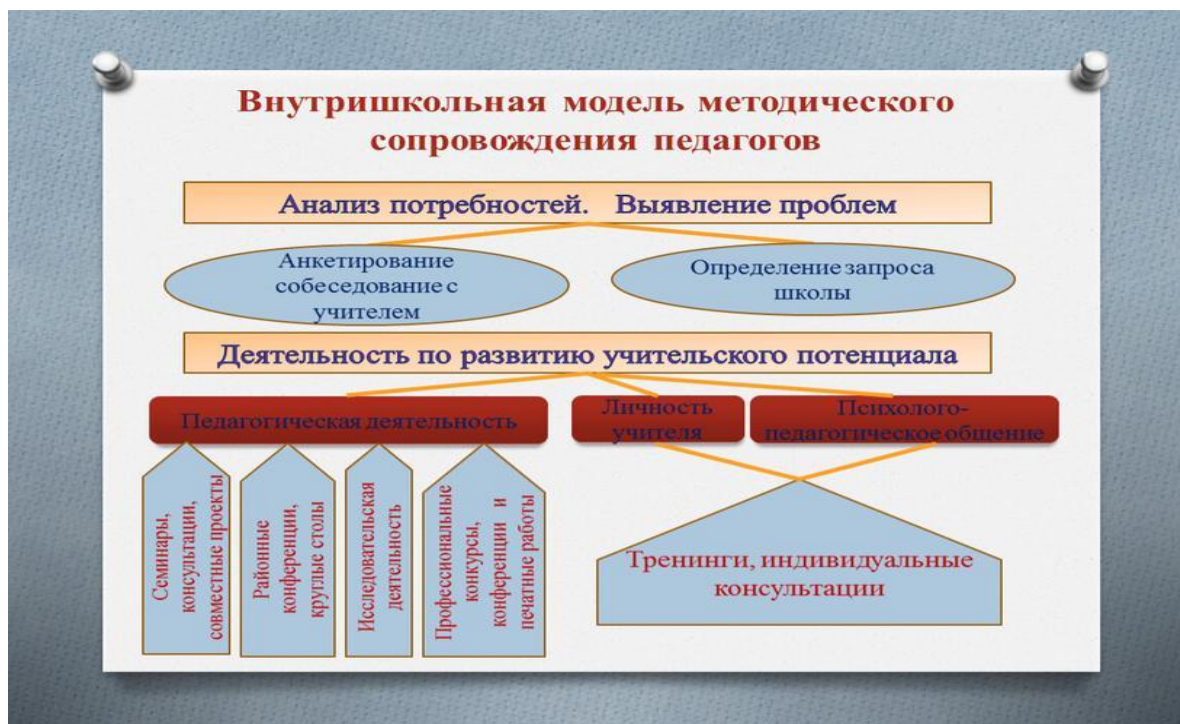 Внутришкольная модель методического
сопровождения педагогов
Анализ потребностей. Выявление проблем
Анкетирование
собеседование с
учителем
Определение запроса
школы
Деятельность по развитию учительского потенциала
Педагогическая деятельность
Личность
учителя
Психолого-
педагогическое общение
Семинары,
консультации,
совместные проекты
Районные
конференции,
круглые столы
Исследовательская
деятельность
Профессиональные
конкурсы,
конференции и
печатные работы
Тренинги, индивидуальные
консультации